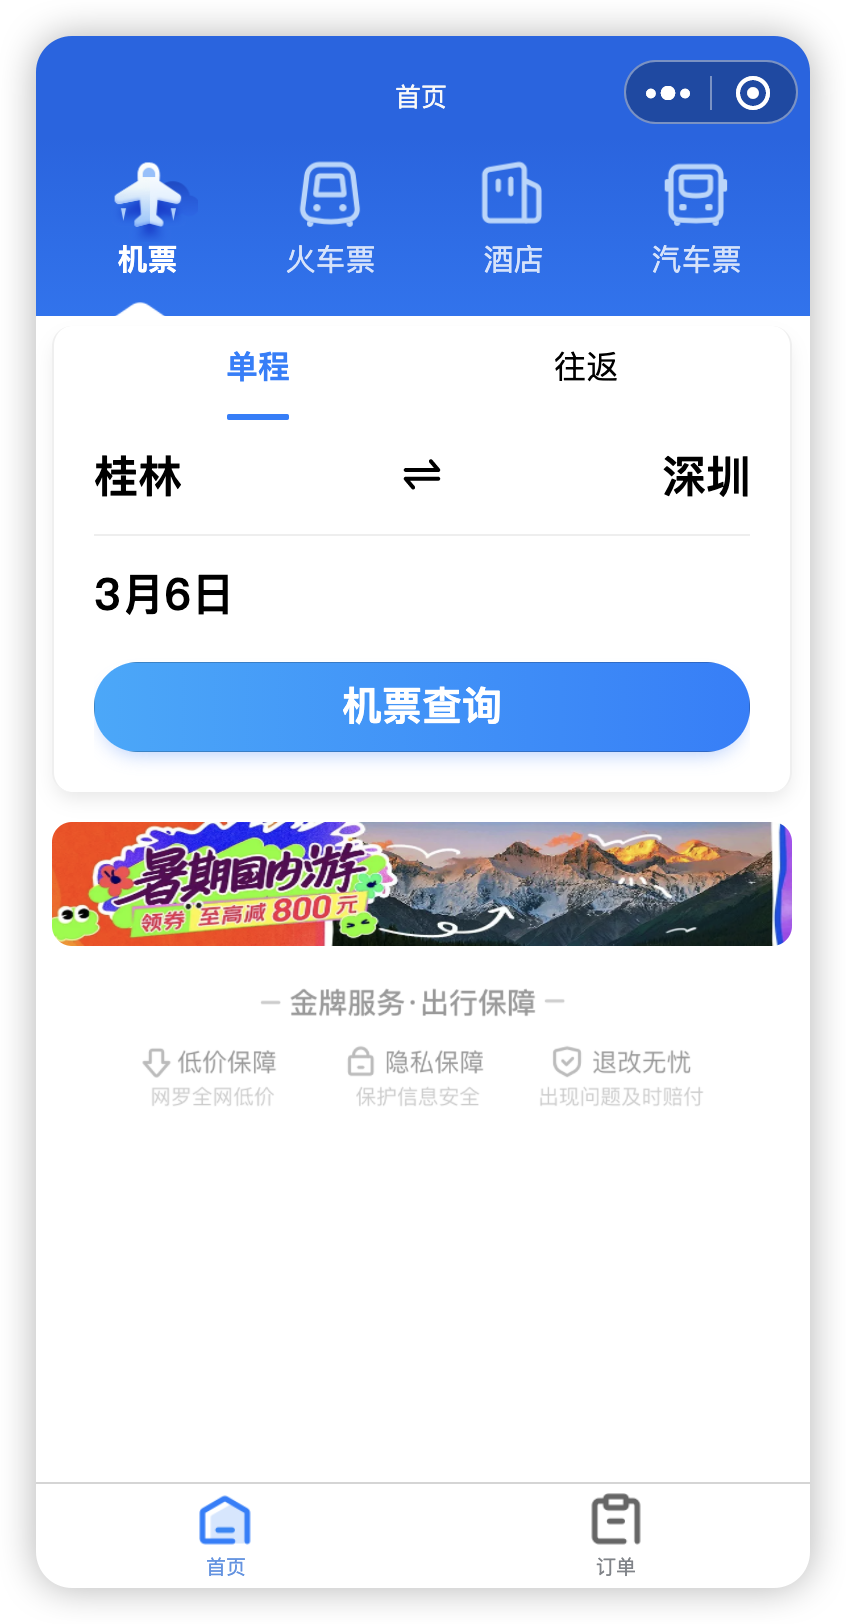 首页
机票 火车票 酒店 汽车票
单程 往返
桂林 ⇌ 深圳
3月6日
机票查询
暑期国内游
领券 至高减 800 元
金牌服务·出行保障
低价保障 隐私保障 退改无忧
网罗全网低价 保护信息安全 出现问题及时赔付
首页 订单